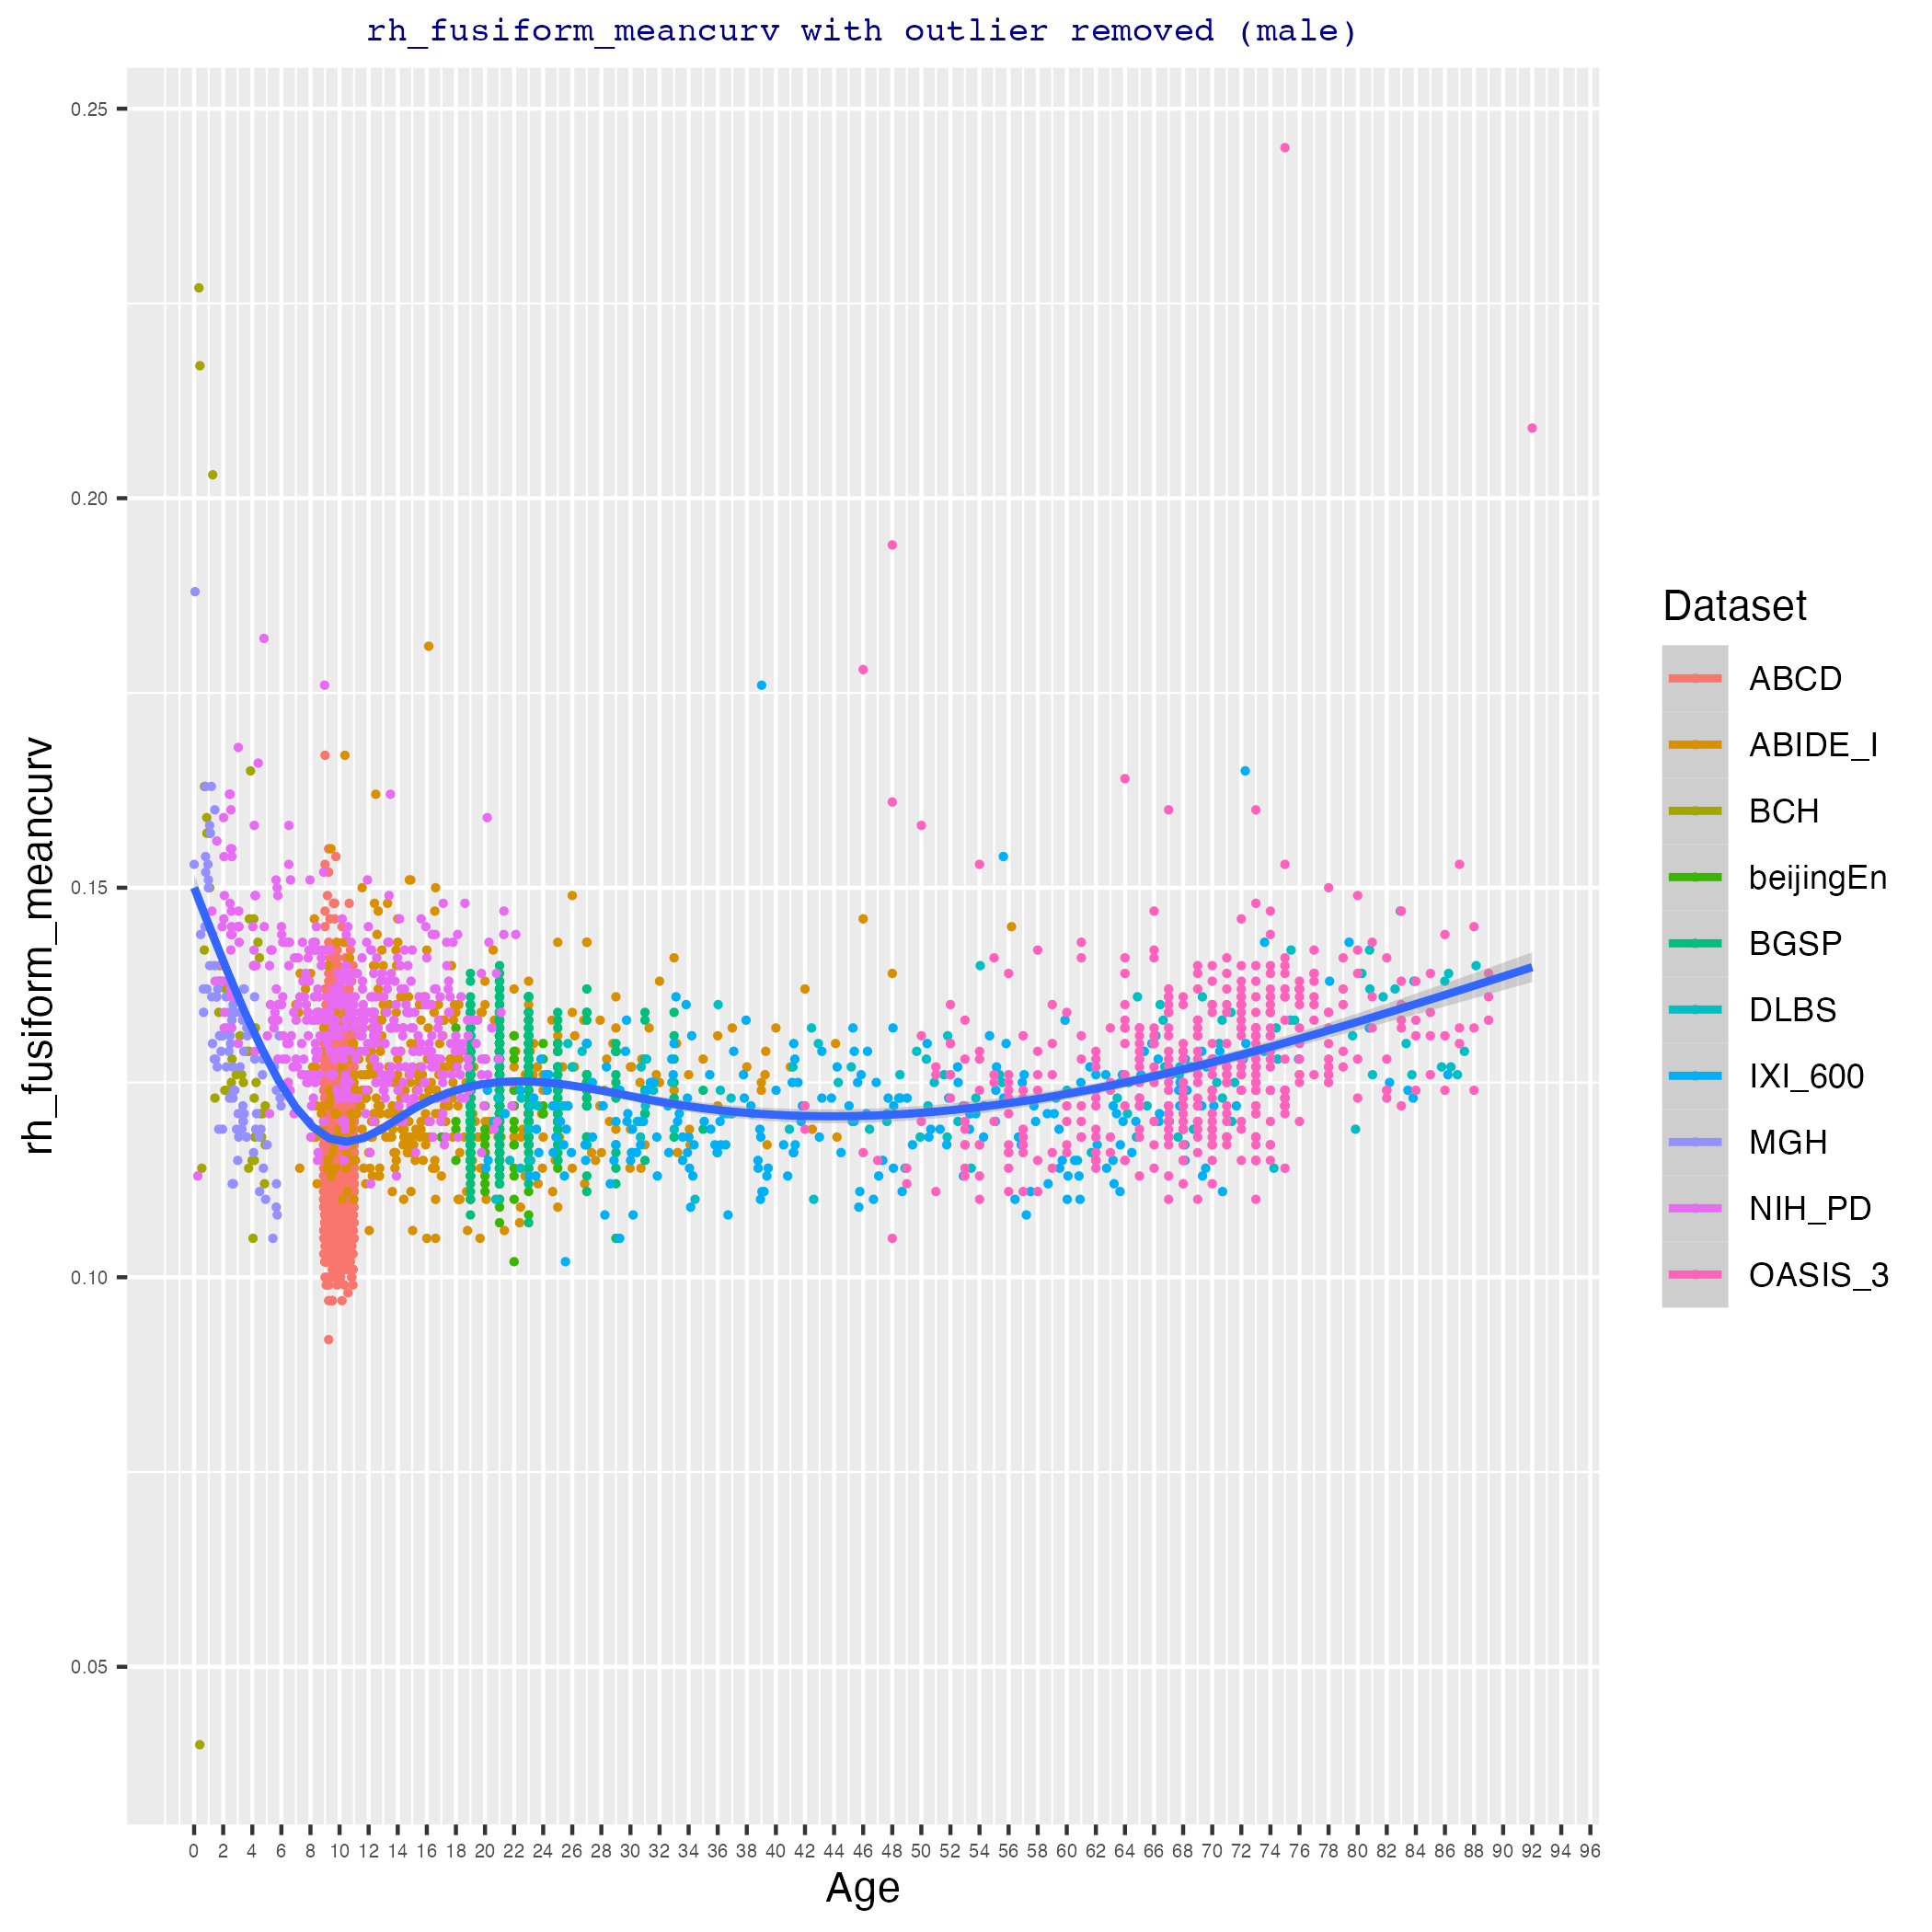 rh_fusiform_meancurv with outlier removed (male)
0.25
0.20
0.15
0.10
0.05
rh_fusiform_meancurv
0 2 4 6 8 10 12 14 16 18 20 22 24 26 28 30 32 34 36 38 40 42 44 46 48 50 52 54 56 58 60 62 64 66 68 70 72 74 76 78 80 82 84 86 88 90 92 94 96
Age
Dataset
ABCD
ABIDE_I
BCH
beijingEn
BGSP
DLBS
IXI_600
MGH
NIH_PD
OASIS_3